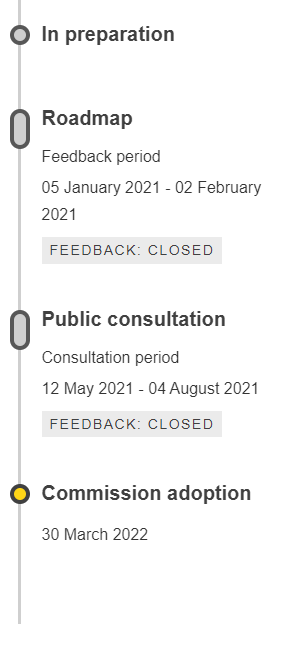 In preparation
Roadmap
Feedback period
05 January 2021 - 02 February
2021
FEEDBACK: CLOSED
Public consultation
Consultation period
12 May 2021 - 04 August 2021
FEEDBACK: CLOSED
Commission adoption
30 March 2022